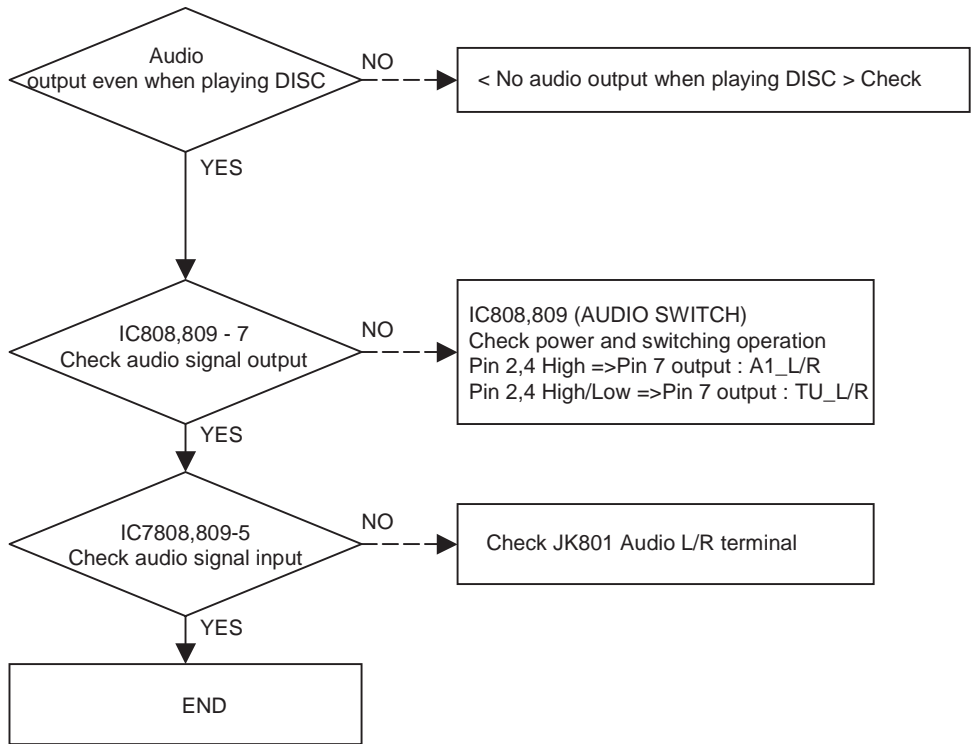 Audio
output even when playing DISC
NO
< No audio output when playing DISC > Check
YES
IC808,809 - 7
Check audio signal output
NO
IC808,809 (AUDIO SWITCH)
Check power and switching operation
Pin 2,4 High =>Pin 7 output : A1_L/R
Pin 2,4 High/Low =>Pin 7 output : TU_L/R
YES
IC7808,809-5
Check audio signal input
NO
Check JK801 Audio L/R terminal
YES
END